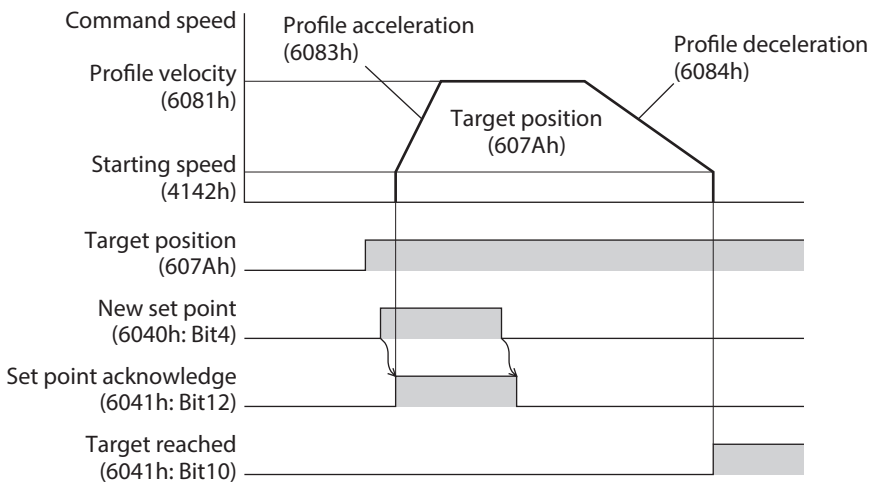 Command speed
Profile acceleration
(6083h)
Profile deceleration
(6084h)
Profile velocity
(6081h)
Target position
(607Ah)
Starting speed
(4142h)
Target position
(607Ah)
New set point
(6040h: Bit4)
Set point acknowledge
(6041h: Bit12)
Target reached
(6041h: Bit10)